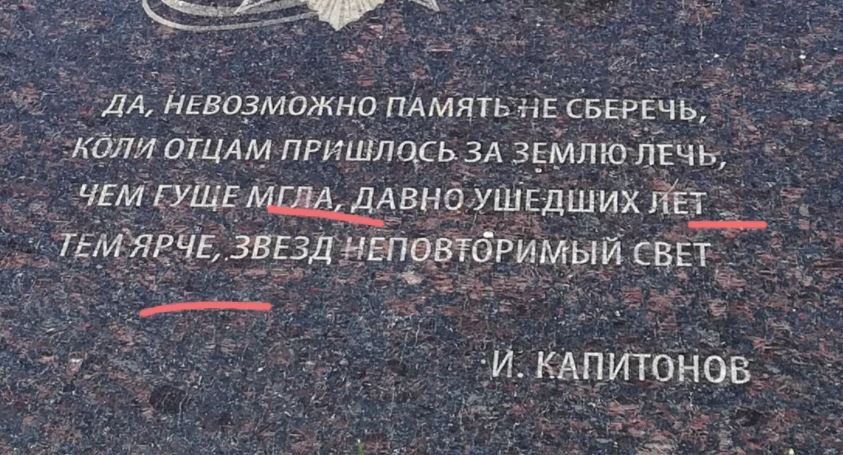 ДА, НЕВОЗМОЖНО ПАМЯТЬ НЕ СБЕРЕЧЬ,
КОЛИ ОТЦАМ ПРИШЛОСЬ ЗА ЗЕМЛЮ ЛЕЧЬ,
ЧЕМ ГУЩЕ МГЛА, ДАВНО УШЕДШИХ ЛЕТ
ТЕМ ЯРЧЕ, ЗВЕЗД НЕПОВТОРИМЫЙ СВЕТ
И. КАПИТОНОВ